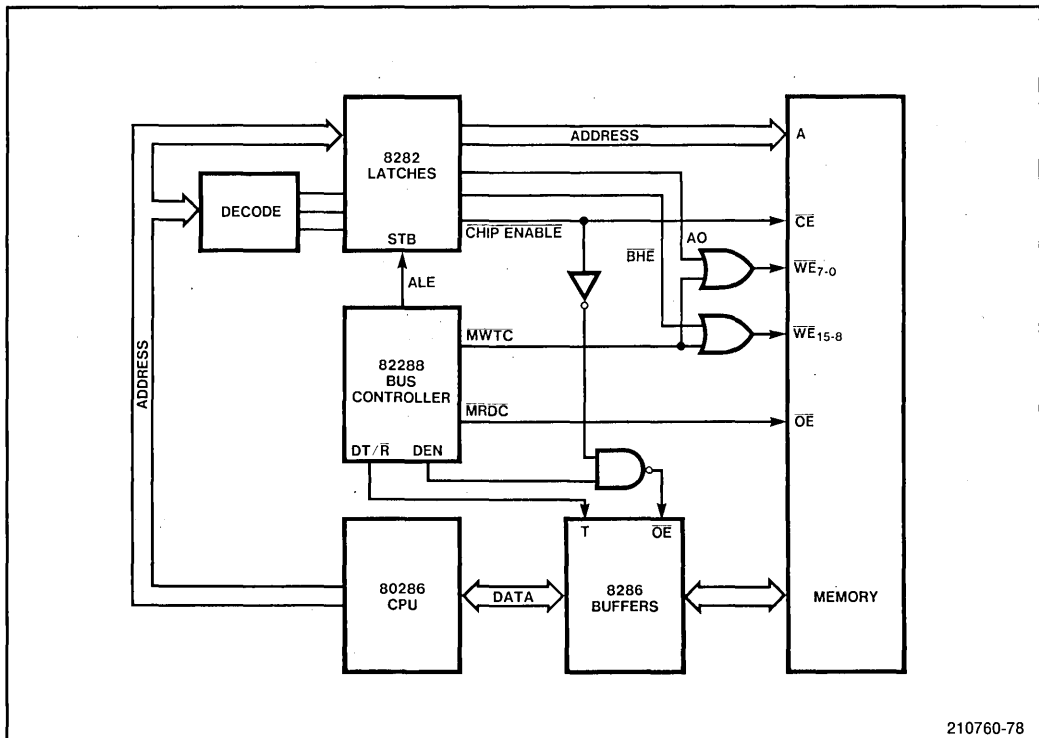 8282
LATCHES
STB
DECODE
ADDRESS
A
CHIP ENABLE
CE
BHE
AO
WE7-0
WE15-8
ALE
82288
BUS
CONTROLLER
MWTC
MRDC
OE
DT/R DEN
ADDRESS
T OE
80286
CPU
DATA
8286
BUFFERS
MEMORY
210760-78